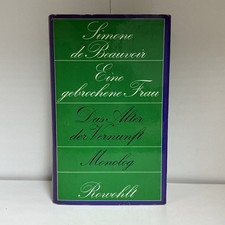 Simone
de Beauvoir
Eine
gebrochene Frau
Das Alter
der Vernunft
Monolog
Rowohlt